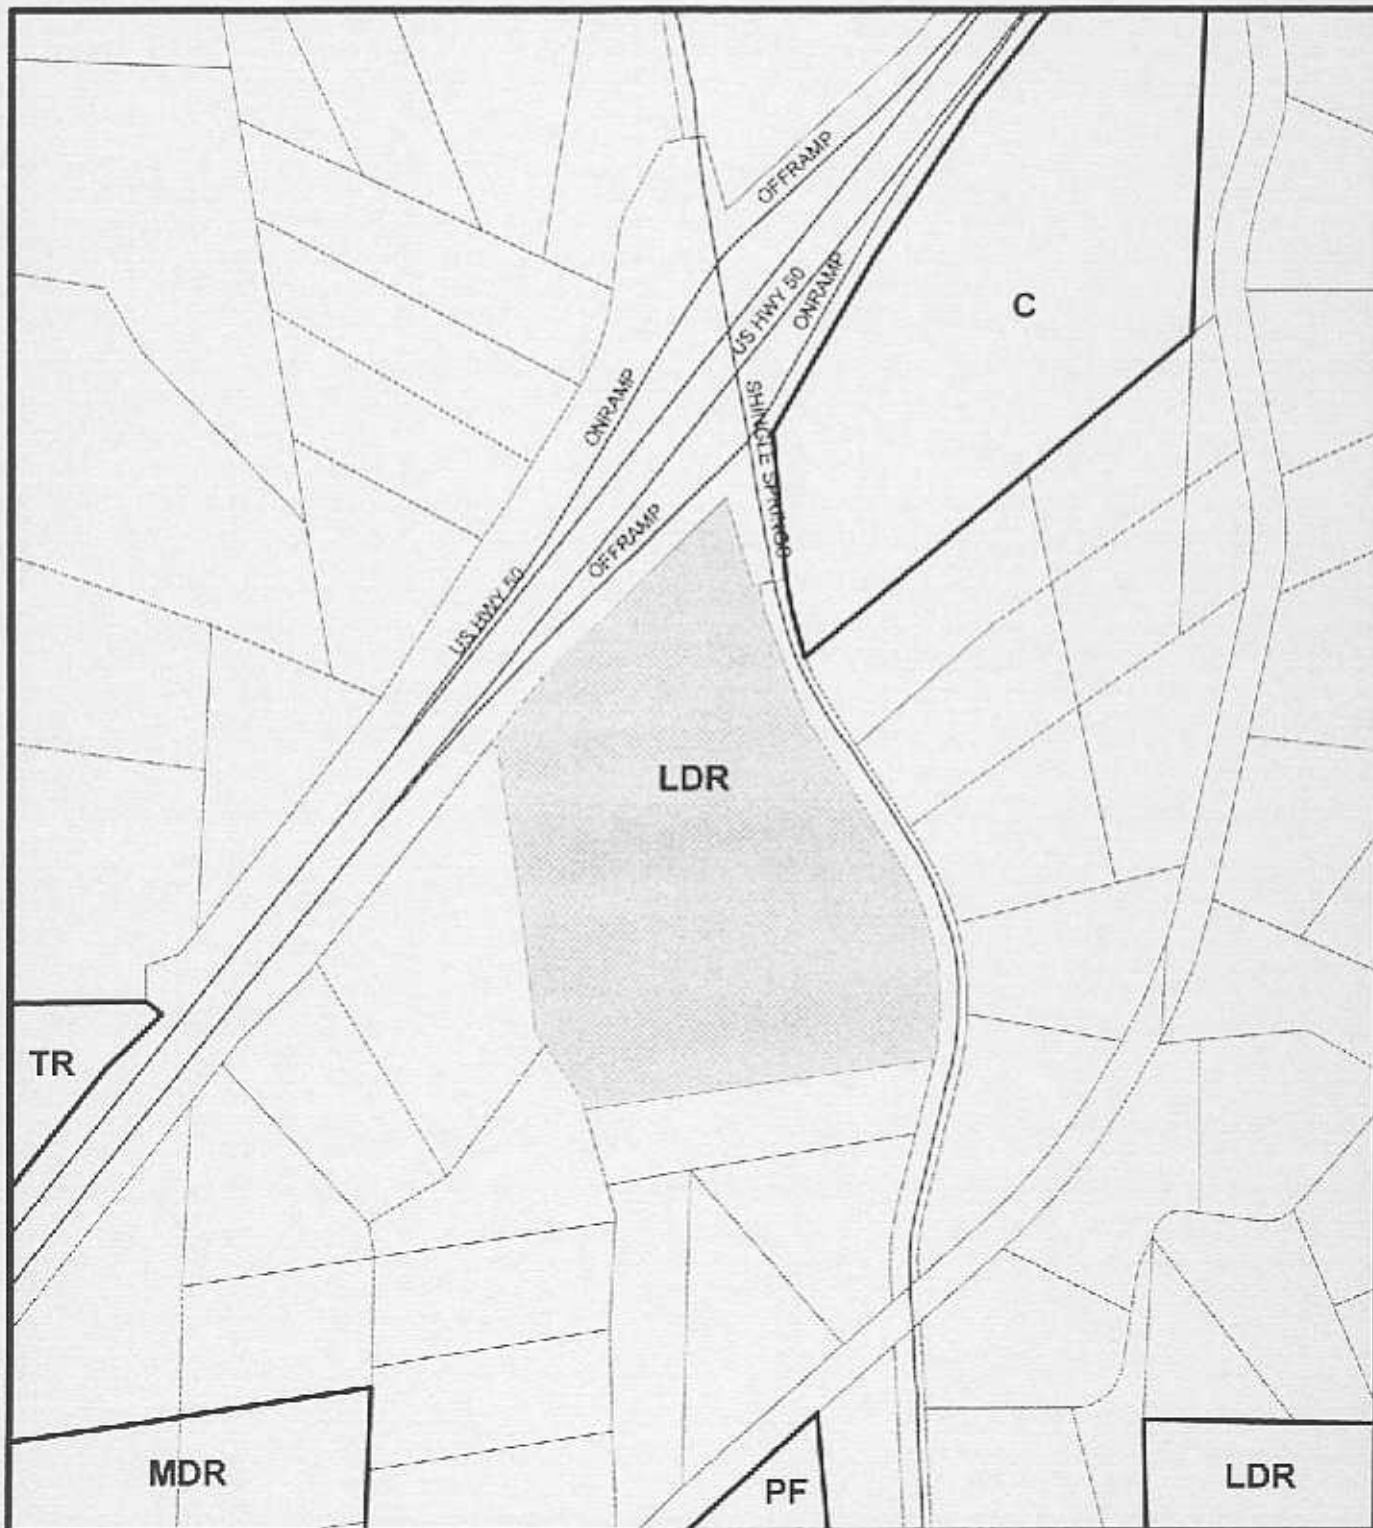 OFFRAMP
US HWY 50
ONRAMP
C
ONRAMP
SHINGLE SPRINGS
OFFRAMP
US HWY 50
LDR
TR
MDR
PF
LDR